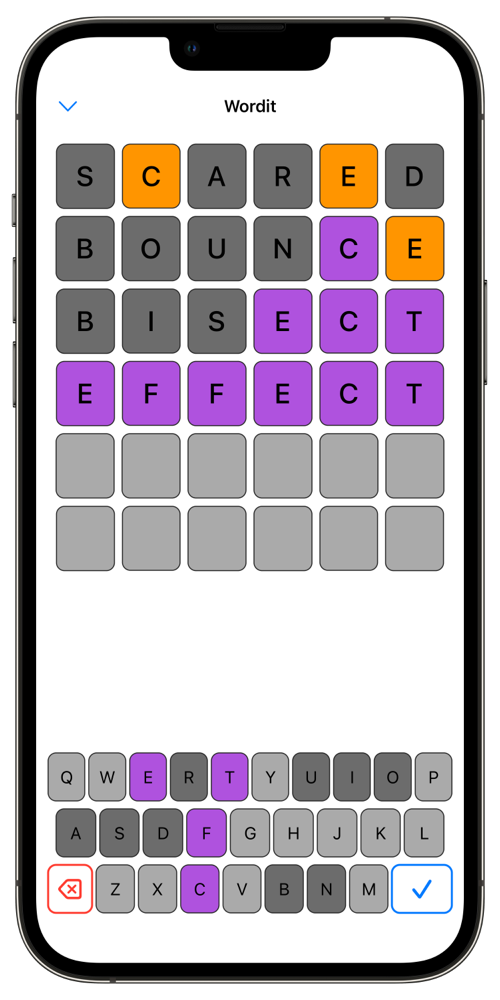 Wordit
S C A R E D
B O U N C E
B I S E C T
E F F E C T
Q W E R T Y U I O P
A S D F G H J K L
Z X C V B N M